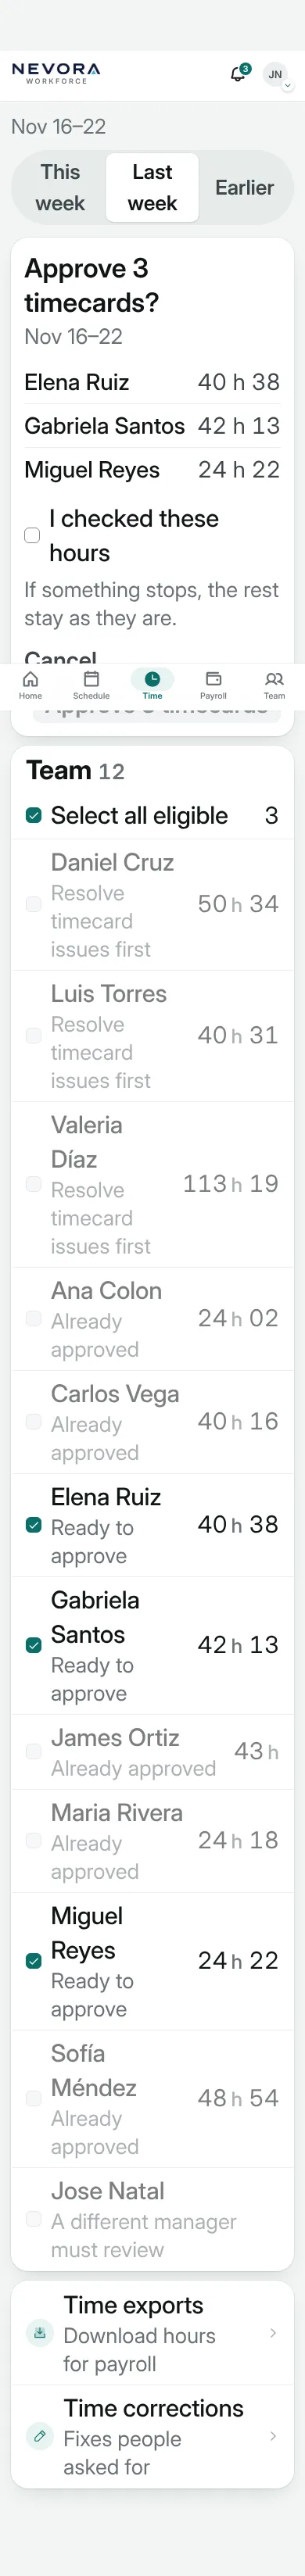 NEVORA
WORKFORCE
3
JN
Nov 16–22
This
week
Last
week
Earlier
Approve 3
timecards?
Nov 16–22
Elena Ruiz 40 h 38
Gabriela Santos 42 h 13
Miguel Reyes 24 h 22
I checked these
hours
If something stops, the rest
stay as they are.
Cancel
Home Schedule Time Payroll Team
Approve 3 timecards
Team 12
Select all eligible 3
Daniel Cruz
Resolve
timecard
issues first
50 h 34
Luis Torres
Resolve
timecard
issues first
40 h 31
Valeria
Díaz
Resolve
timecard
issues first
113 h 19
Ana Colon
Already
approved
24 h 02
Carlos Vega
Already
approved
40 h 16
Elena Ruiz
Ready to
approve
40 h 38
Gabriela
Santos
Ready to
approve
42 h 13
James Ortiz
Already approved
43 h
Maria Rivera
Already
approved
24 h 18
Miguel
Reyes
Ready to
approve
24 h 22
Sofía
Méndez
Already
approved
48 h 54
Jose Natal
A different manager
must review
Time exports
Download hours
for payroll
Time corrections
Fixes people
asked for